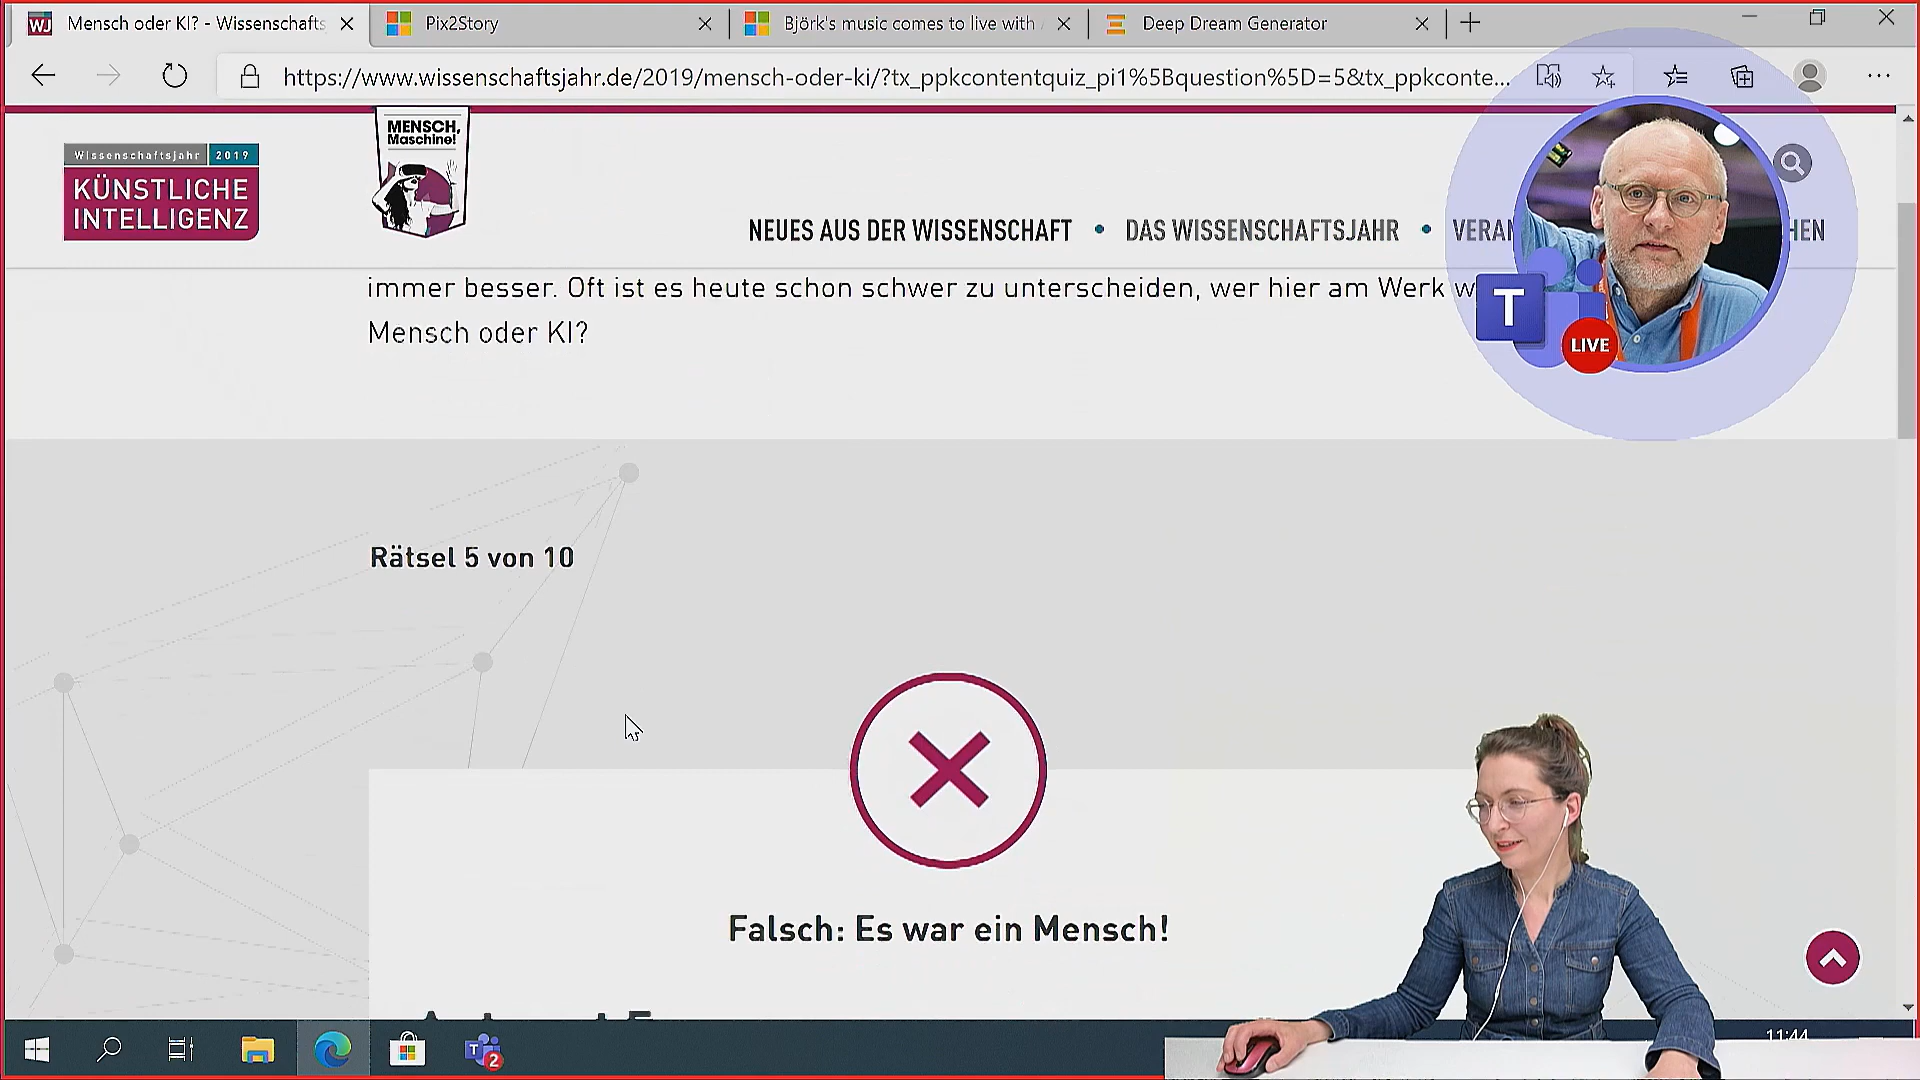 Mensch oder KI? - Wissenschafts
Pix2Story
Björk's music comes to live with
Deep Dream Generator
https://www.wissenschaftsjahr.de/2019/mensch-oder-ki/?tx_ppkcontentquiz_pi1%5Bquestion%5D=5&tx_ppkconte...
MENSCH,
Maschine!
Wissenschaftsjahr 2019
KÜNSTLICHE
INTELLIGENZ
NEUES AUS DER WISSENSCHAFT • DAS WISSENSCHAFTSJAHR •
immer besser. Oft ist es heute schon schwer zu unterscheiden, wer hier am Werk
Mensch oder KI?
T
LIVE
Rätsel 5 von 10
Falsch: Es war ein Mensch!
T
2
11:44